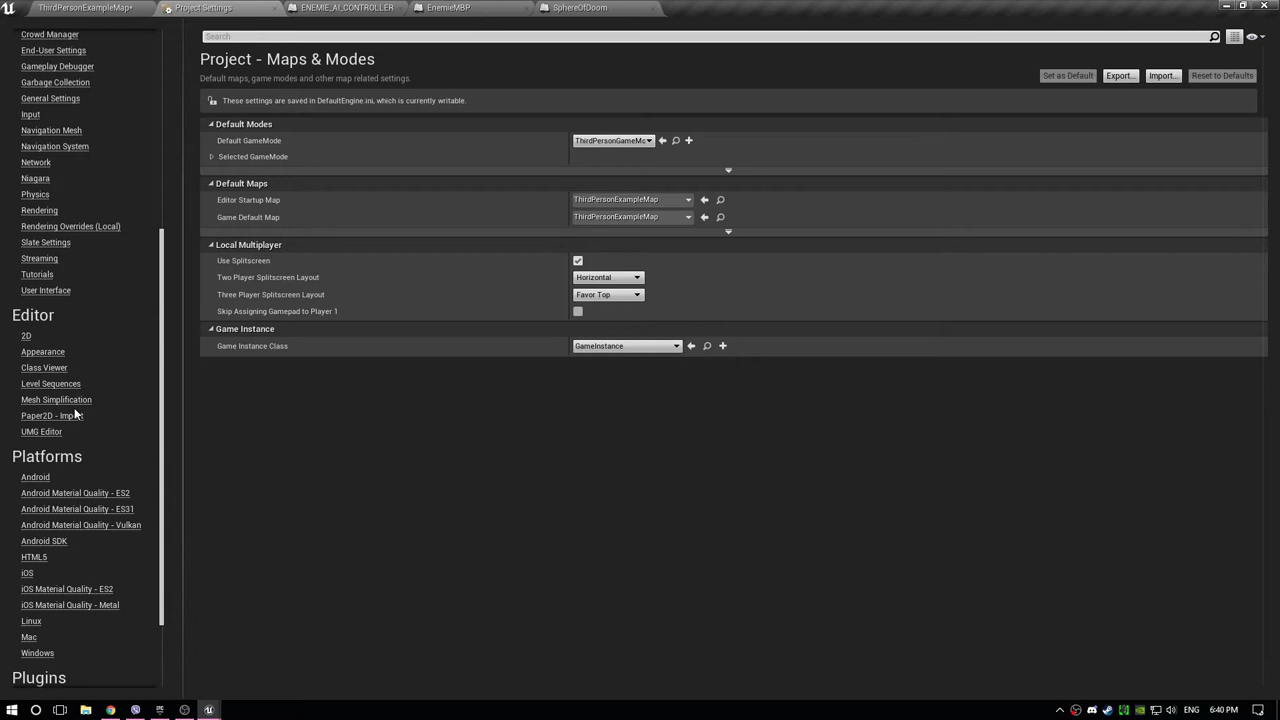 ThirdPersonExampleMap*
Project Settings
ENEMIE_AI_CONTROLLER
EnemieMBP
SphereOfDoom
Crowd Manager
End-User Settings
Gameplay Debugger
Garbage Collection
General Settings
Input
Navigation Mesh
Navigation System
Network
Niagara
Physics
Rendering
Rendering Overrides (Local)
Slate Settings
Streaming
Tutorials
User Interface
Editor
2D
Appearance
Class Viewer
Level Sequences
Mesh Simplification
Paper2D - Import
UMG Editor
Platforms
Android
Android Material Quality - ES2
Android Material Quality - ES31
Android Material Quality - Vulkan
Android SDK
HTML5
iOS
iOS Material Quality - ES2
iOS Material Quality - Metal
Linux
Mac
Windows
Plugins
Search
Project - Maps & Modes
Default maps, game modes and other map related settings.
Set as Default
Export...
Import...
Reset to Defaults
These settings are saved in DefaultEngine.ini, which is currently writable.
Default Modes
Default GameMode
ThirdPersonGameMc
Selected GameMode
Default Maps
Editor Startup Map
ThirdPersonExampleMap
Game Default Map
ThirdPersonExampleMap
Local Multiplayer
Use Splitscreen
Two Player Splitscreen Layout
Horizontal
Three Player Splitscreen Layout
Favor Top
Skip Assigning Gamepad to Player 1
Game Instance
Game Instance Class
GameInstance
6:40 PM